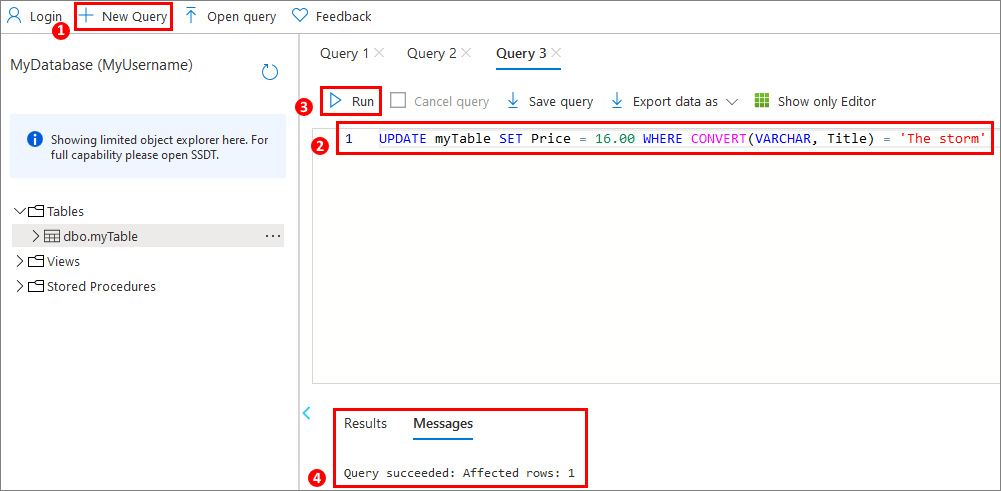 Login New Query Open query Feedback
1
MyDatabase (MyUsername)
Showing limited object explorer here. For
full capability please open SSDT.
Tables
dbo.myTable ...
Views
Stored Procedures
Query 1 Query 2 Query 3
3 Run Cancel query Save query Export data as Show only Editor
2 1 UPDATE myTable SET Price = 16.00 WHERE CONVERT(VARCHAR, Title) = 'The storm'
Results Messages
4 Query succeeded: Affected rows: 1